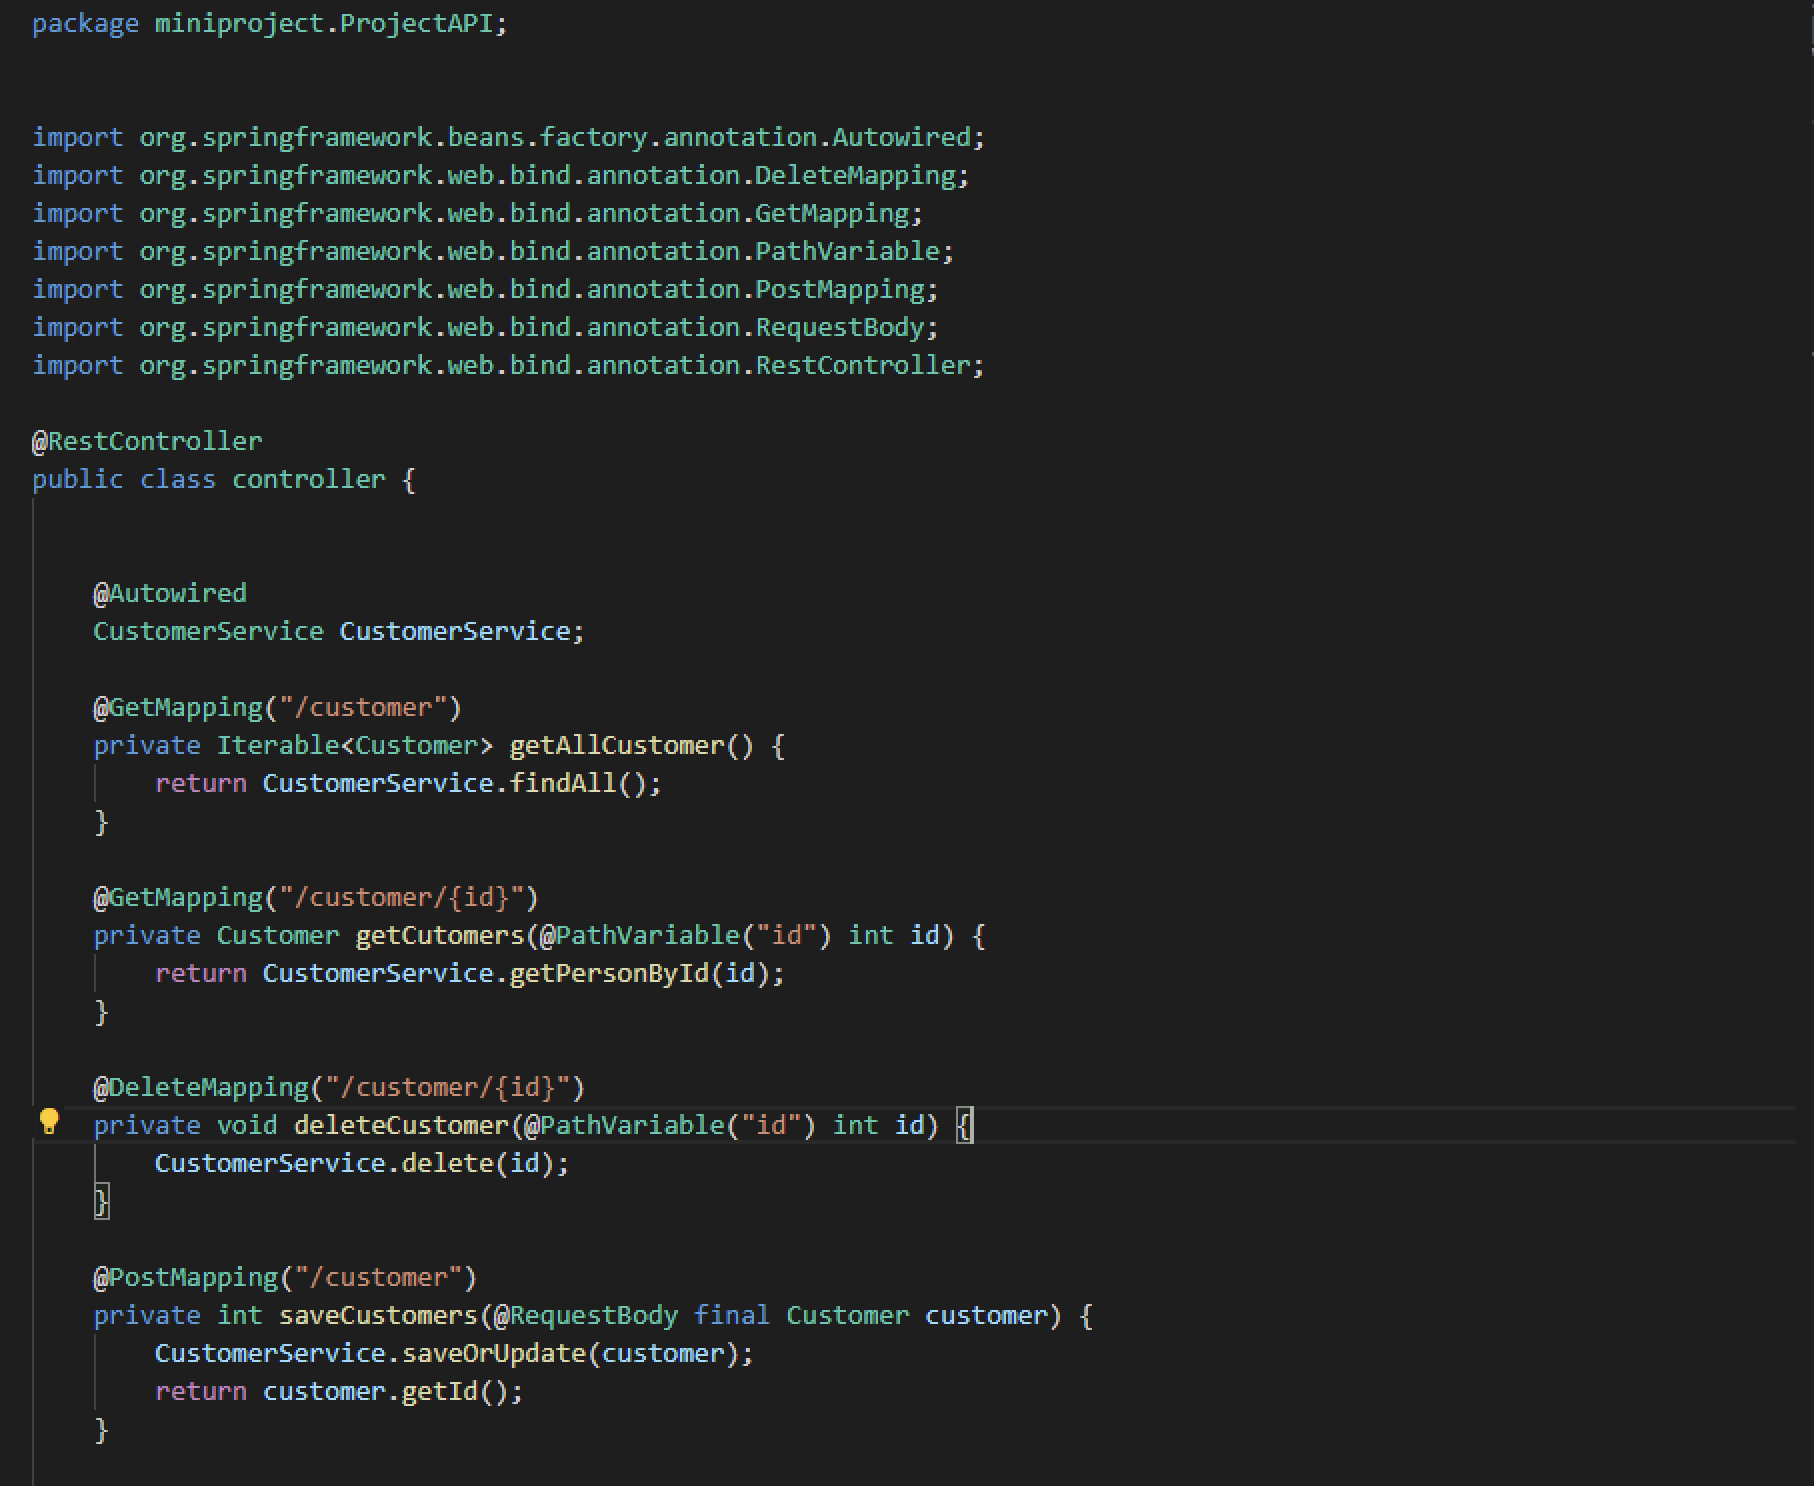 package miniproject.ProjectAPI;
import org.springframework.beans.factory.annotation.Autowired;
import org.springframework.web.bind.annotation.DeleteMapping;
import org.springframework.web.bind.annotation.GetMapping;
import org.springframework.web.bind.annotation.PathVariable;
import org.springframework.web.bind.annotation.PostMapping;
import org.springframework.web.bind.annotation.RequestBody;
import org.springframework.web.bind.annotation.RestController;
@RestController
public class controller {
@Autowired
CustomerService CustomerService;
@GetMapping("/customer")
private Iterable<Customer> getAllCustomer() {
return CustomerService.findAll();
}
@GetMapping("/customer/{id}")
private Customer getCutomers(@PathVariable("id") int id) {
return CustomerService.getPersonById(id);
}
@DeleteMapping("/customer/{id}")
private void deleteCustomer(@PathVariable("id") int id) {
CustomerService.delete(id);
}
@PostMapping("/customer")
private int saveCustomers(@RequestBody final Customer customer) {
CustomerService.saveOrUpdate(customer);
return customer.getId();
}